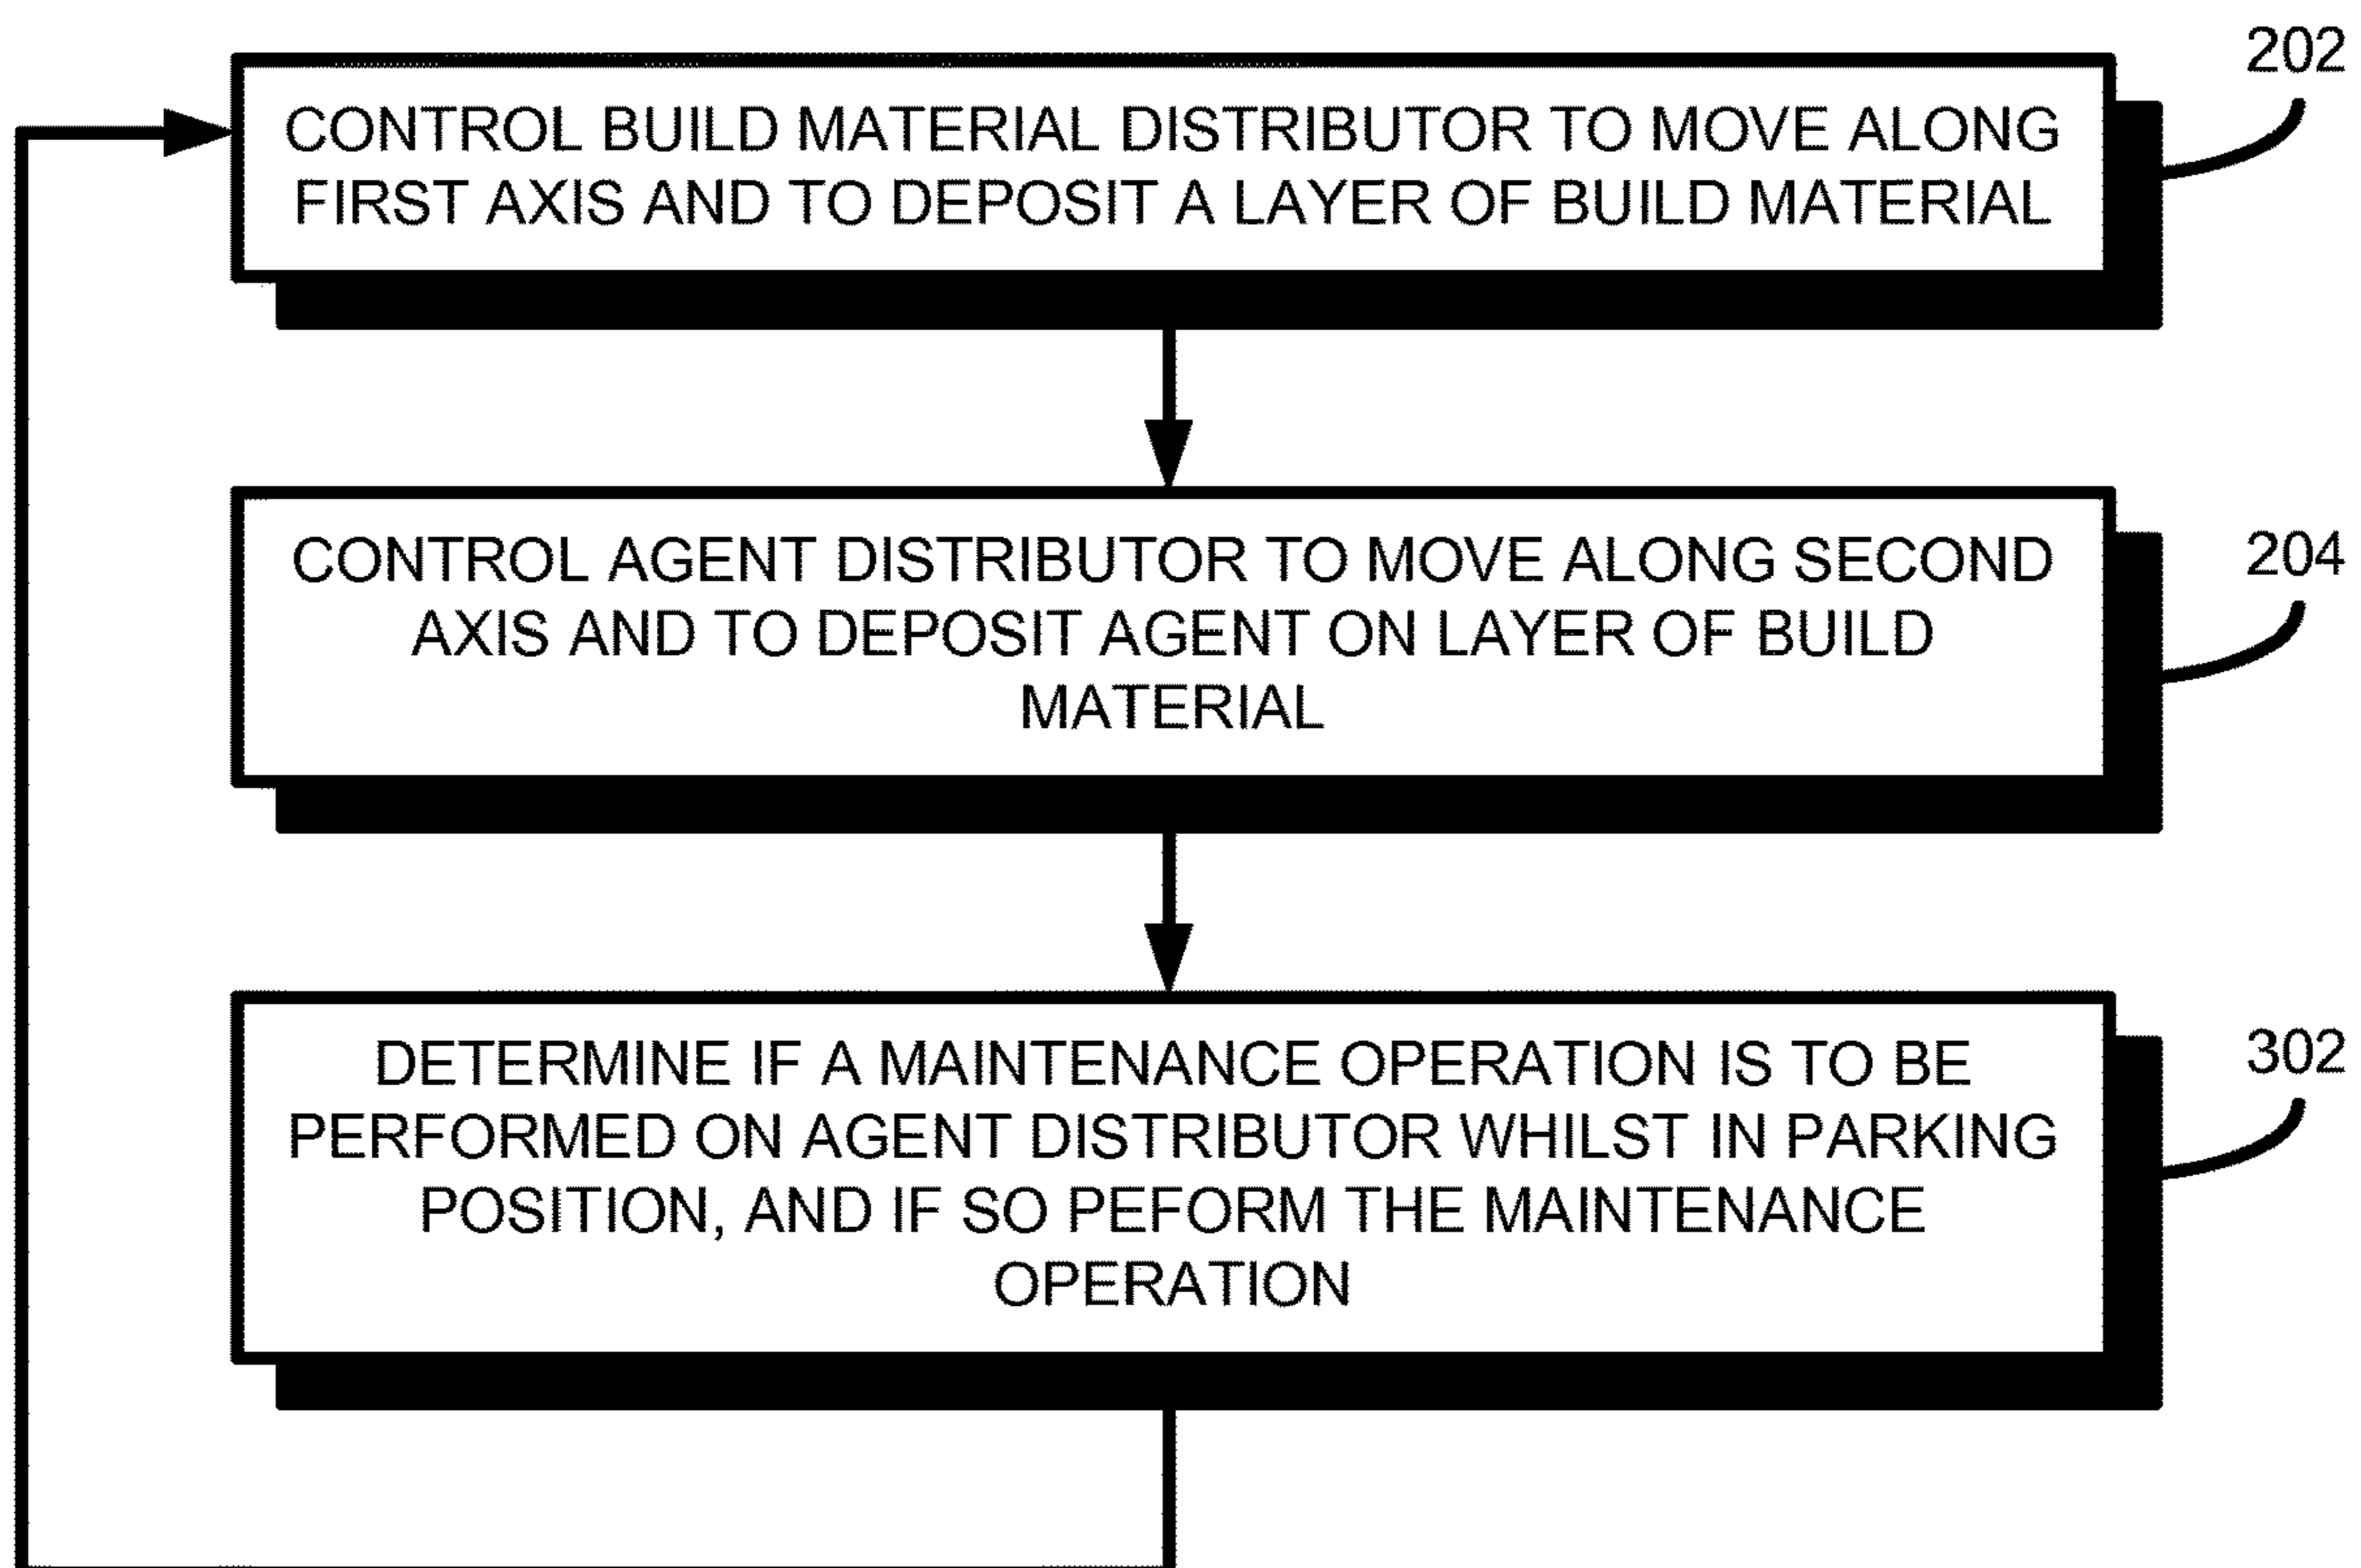 202
CONTROL BUILD MATERIAL DISTRIBUTOR TO MOVE ALONG
FIRST AXIS AND TO DEPOSIT A LAYER OF BUILD MATERIAL
204
CONTROL AGENT DISTRIBUTOR TO MOVE ALONG SECOND
AXIS AND TO DEPOSIT AGENT ON LAYER OF BUILD
MATERIAL
302
DETERMINE IF A MAINTENANCE OPERATION IS TO BE
PERFORMED ON AGENT DISTRIBUTOR WHILST IN PARKING
POSITION, AND IF SO PEFORM THE MAINTENANCE
OPERATION